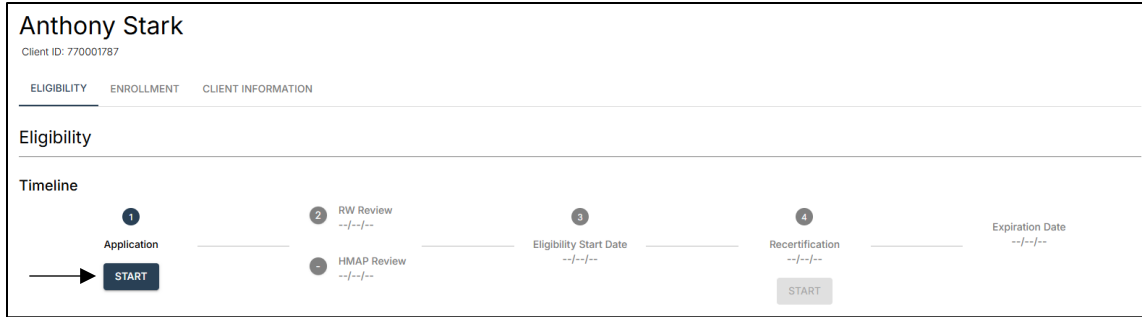 Anthony Stark
Client ID: 770001787
ELIGIBILITY ENROLLMENT CLIENT INFORMATION
Eligibility
Timeline
1
Application
START
2 RW Review
--/--/--
- HMAP Review
--/--/--
3
Eligibility Start Date
--/--/--
4
Recertification
--/--/--
START
Expiration Date
--/--/--